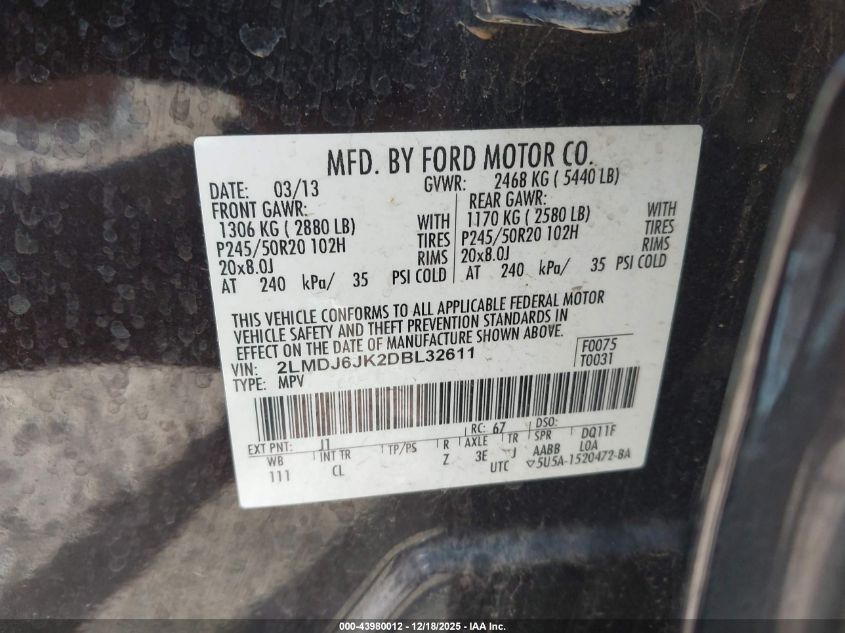 MFD. BY FORD MOTOR CO.
DATE: 03/13 GVWR: 2468 KG ( 5440 LB)
FRONT GAWR: REAR GAWR:
1306 KG ( 2880 LB) WITH 1170 KG ( 2580 LB) WITH
P245/50R20 102H TIRES P245/50R20 102H TIRES
20x8.0J RIMS 20x8.0J RIMS
AT 240 kPa/ 35 PSI COLD AT 240 kPa/ 35 PSI COLD
THIS VEHICLE CONFORMS TO ALL APPLICABLE FEDERAL MOTOR
VEHICLE SAFETY AND THEFT PREVENTION STANDARDS IN
EFFECT ON THE DATE OF MANUFACTURE SHOWN ABOVE.
VIN: 2LMDJ6JK2DBL32611 F0075
TYPE: MPV T0031
EXT PNT: J1 RC: 67 DSO:
WB INT TR TP/PS R AXLE TR SPR DQ11F
111 CL Z 3E J AABB LOA
UTC ▽5U5A-1520472-BA
000-43980012 - 12/18/2025 - IAA Inc.